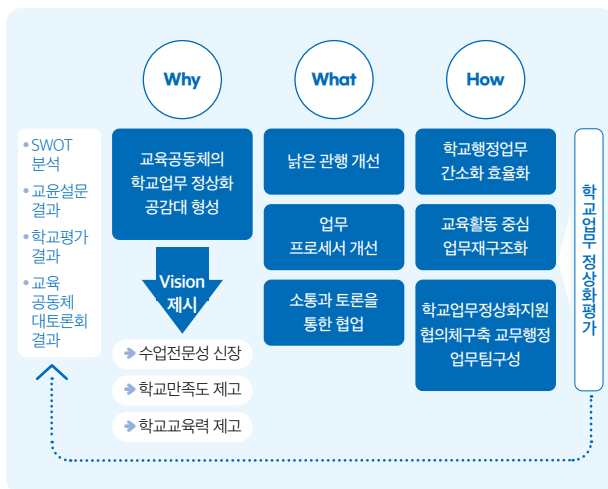 Why
What
How
• SWOT
분석
• 교윤설문
결과
• 학교평가
결과
• 교육
공동체
대토론회
결과
교육공동체의
학교업무 정상화
공감대 형성
Vision
제시
➔ 수업전문성 신장
➔ 학교만족도 제고
➔ 학교교육력 제고
낡은 관행 개선
업무
프로세서 개선
소통과 토론을
통한 협업
학교행정업무
간소화 효율화
교육활동 중심
업무재구조화
학교업무정상화지원
협의체구축 교무행정
업무팀구성
학교업무 정상화평가